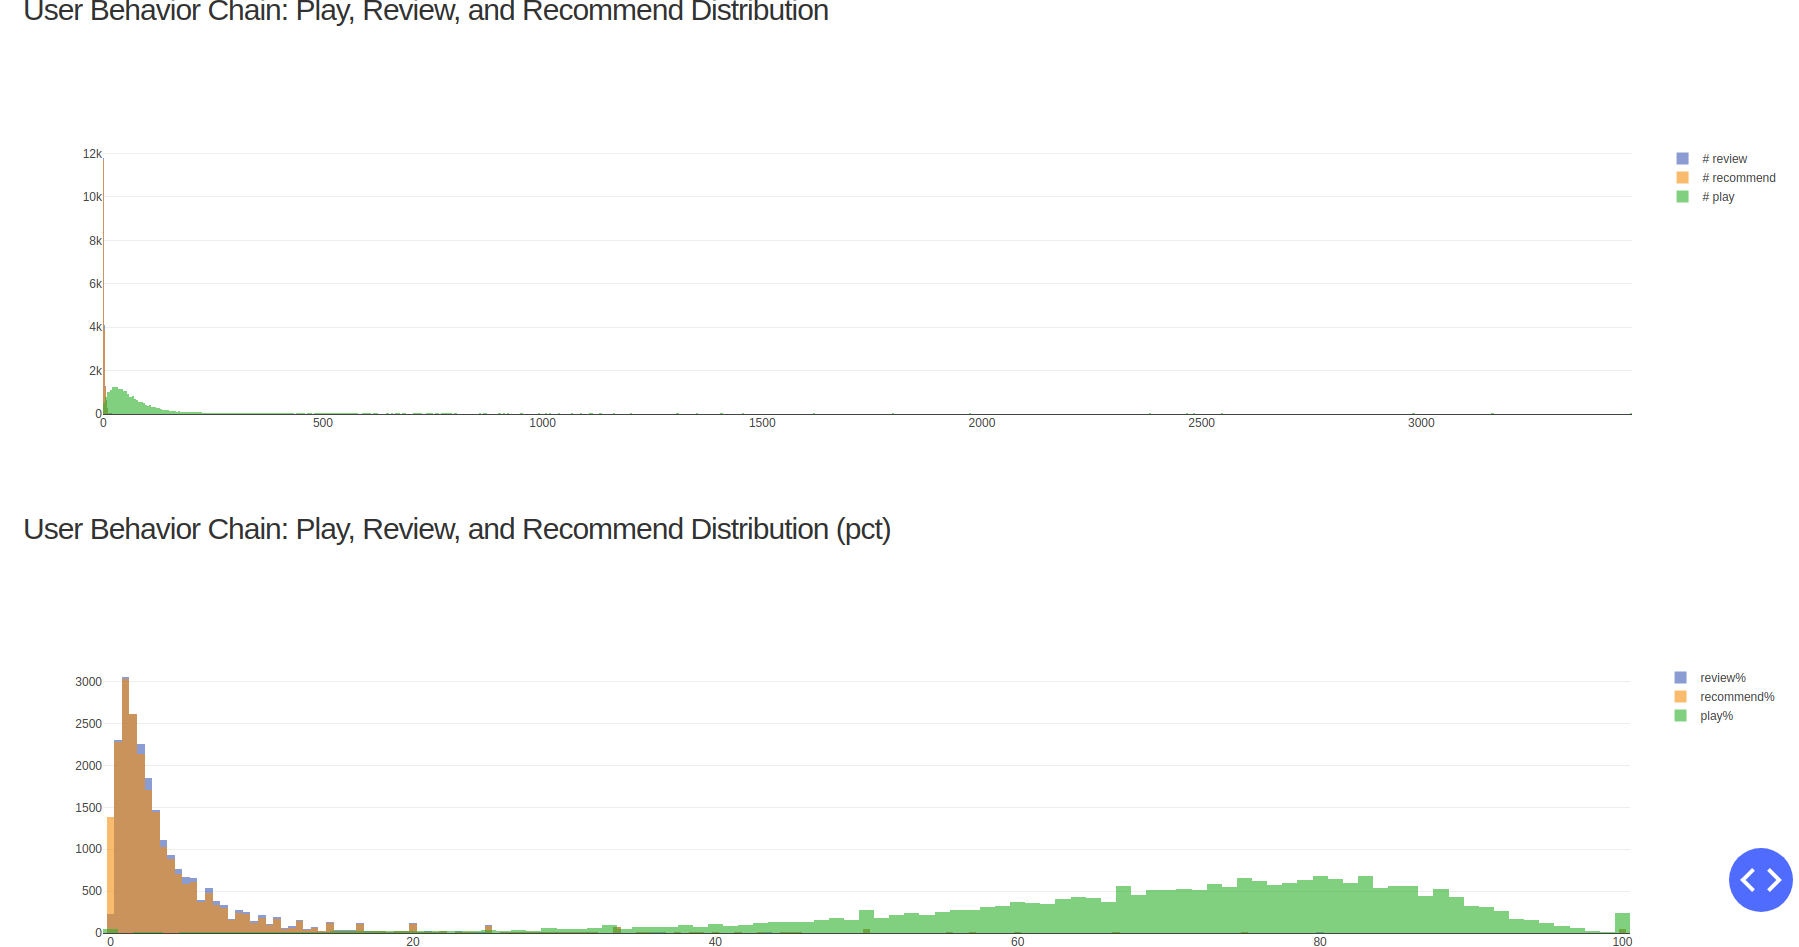 User Behavior Chain: Play, Review, and Recommend Distribution
12k
10k
8k
6k
4k
2k
0
0 500 1000 1500 2000 2500 3000
# review
# recommend
# play
User Behavior Chain: Play, Review, and Recommend Distribution (pct)
3000
2500
2000
1500
1000
500
0
0 20 40 60 80 100
review%
recommend%
play%